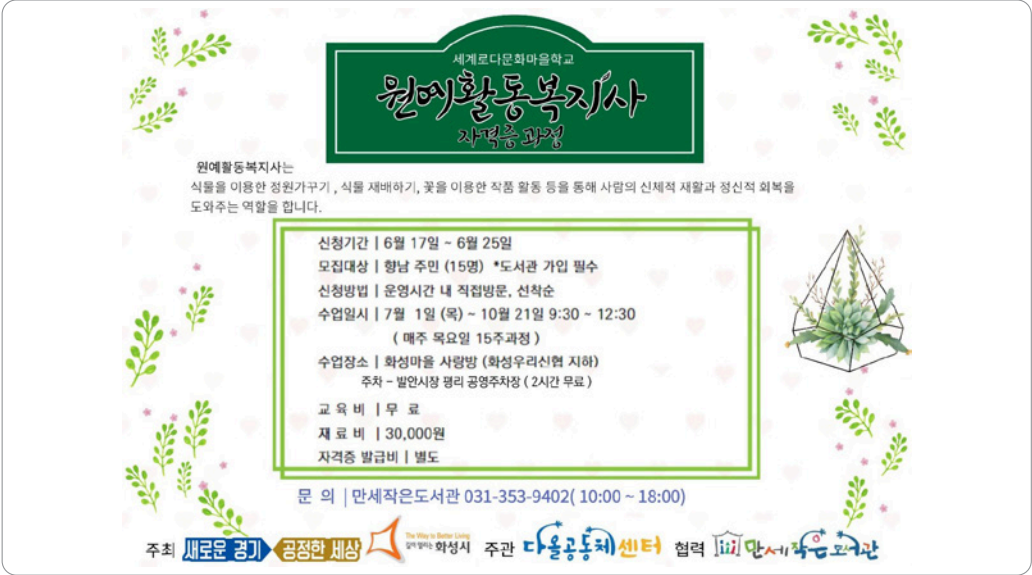 세계로다문화마을학교
원예활동복지사
자격증 과정
원예활동복지사는
식물을 이용한 정원가꾸기 , 식물 재배하기, 꽃을 이용한 작품 활동 등을 통해 사람의 신체적 재활과 정신적 회복을
도와주는 역할을 합니다.
신청기간 | 6월 17일 ~ 6월 25일
모집대상 | 향남 주민 (15명) *도서관 가입 필수
신청방법 | 운영시간 내 직접방문, 선착순
수업일시 | 7월 1일 (목) ~ 10월 21일 9:30 ~ 12:30
( 매주 목요일 15주과정 )
수업장소 | 화성마을 사랑방 (화성우리신협 지하)
주차 - 발안시장 평리 공영주차장 ( 2시간 무료 )
교 육 비 | 무 료
재 료 비 | 30,000원
자격증 발급비 | 별도
문 의 | 만세작은도서관 031-353-9402( 10:00 ~ 18:00)
주최 새로운 경기 공정한 세상 The Way to Better Living 길이 열리는 화성시 주관 다올공동체센터 협력 만세작은도서관